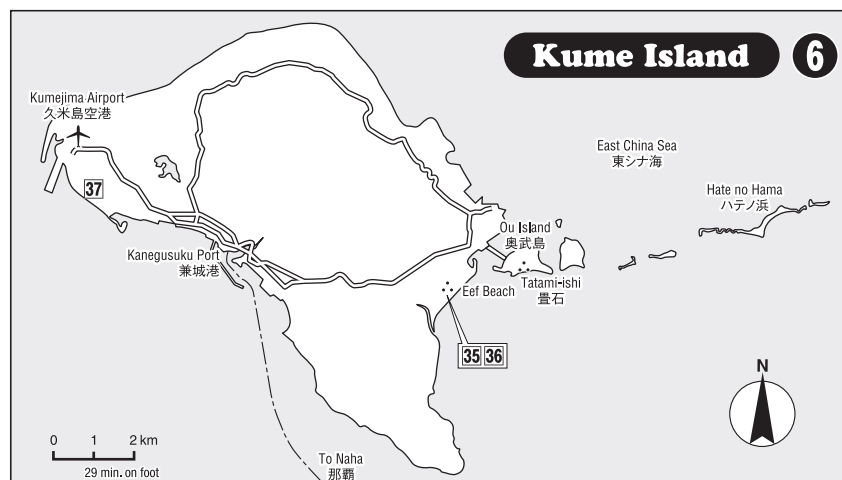 Kume Island 6
Kumejima Airport
久米島空港
37
East China Sea
東シナ海
Hate no Hama
ハテノ浜
Ou Island
奥武島
Kanegusuku Port
兼城港
Tatami-ishi
畳石
Eef Beach
35 36
N
0 1 2 km
29 min. on foot
To Naha
那覇